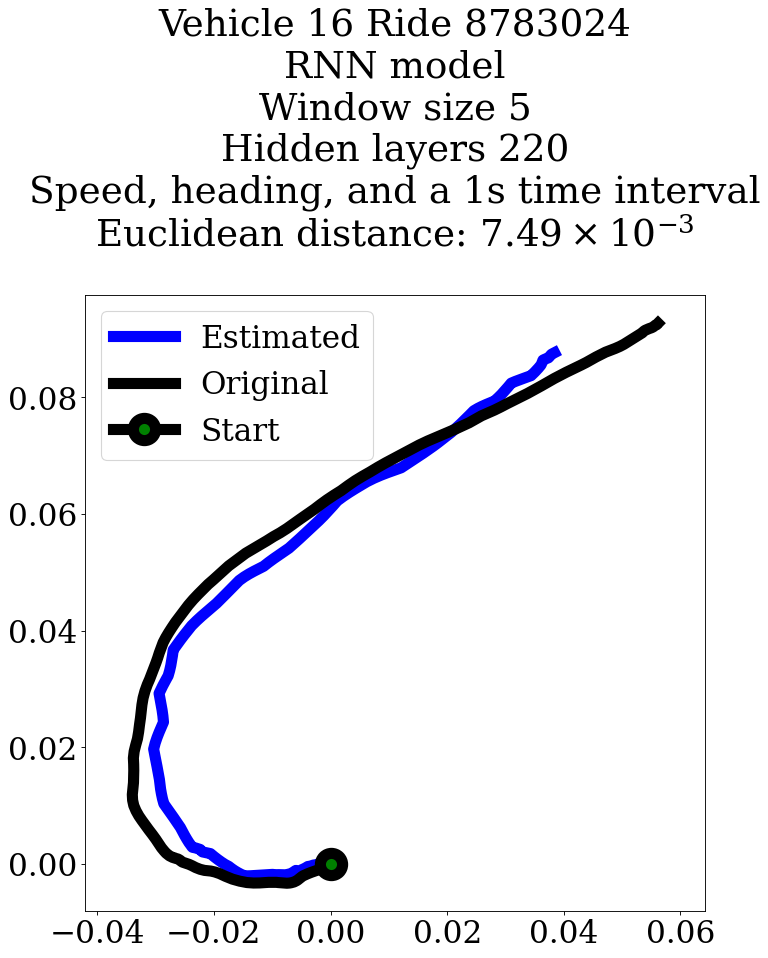 Vehicle 16 Ride 8783024
RNN model
Window size 5
Hidden layers 220
Speed, heading, and a 1s time interval
Euclidean distance: 7.49 × 10⁻³
Estimated
Original
Start
0.08
0.06
0.04
0.02
0.00
−0.04 −0.02 0.00 0.02 0.04 0.06